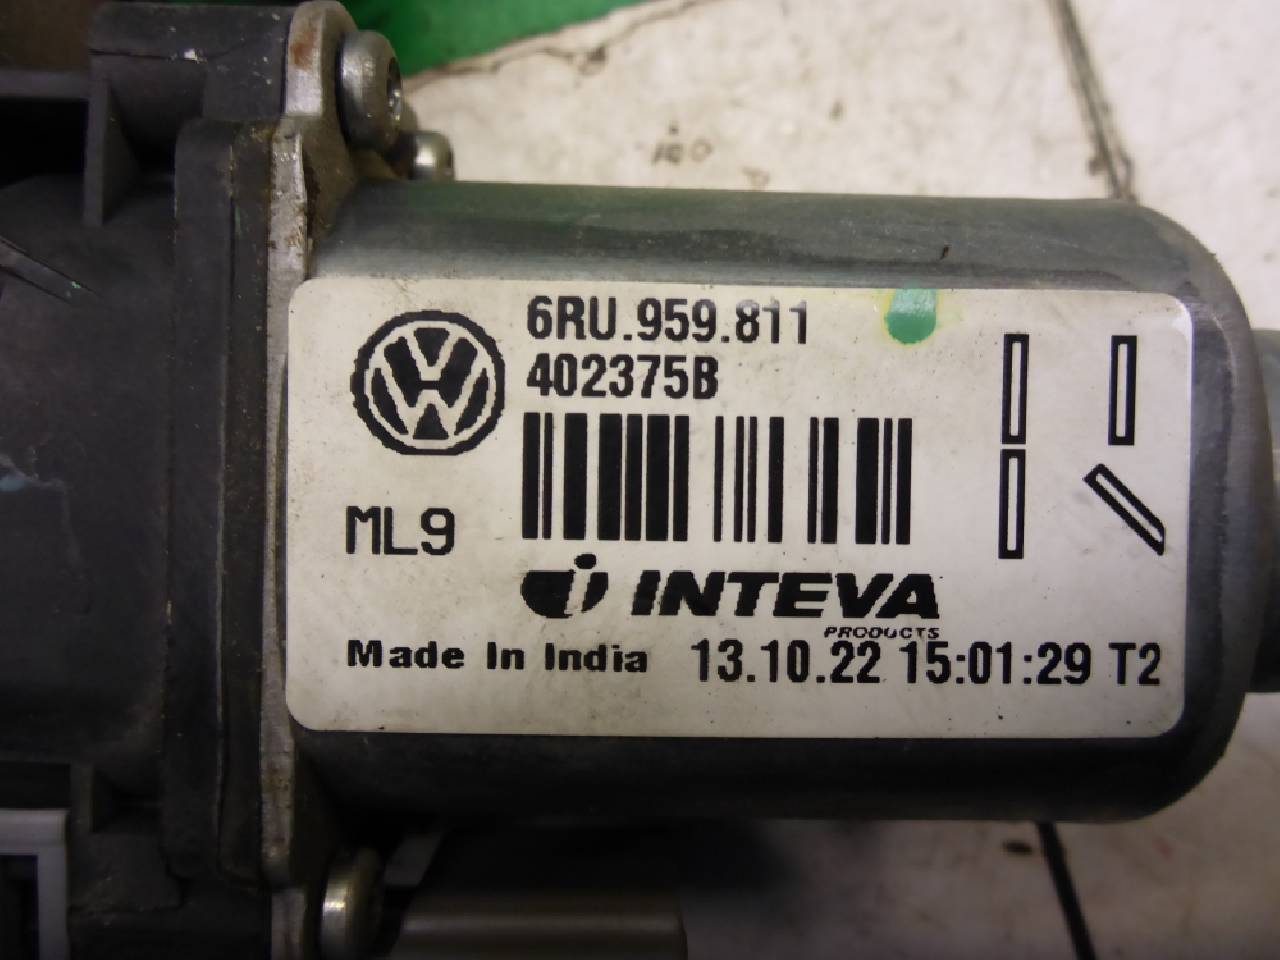 6RU.959.811
402375B
ML9
INTEVA
PRODUCTS
Made In India 13.10.22 15:01:29 T2